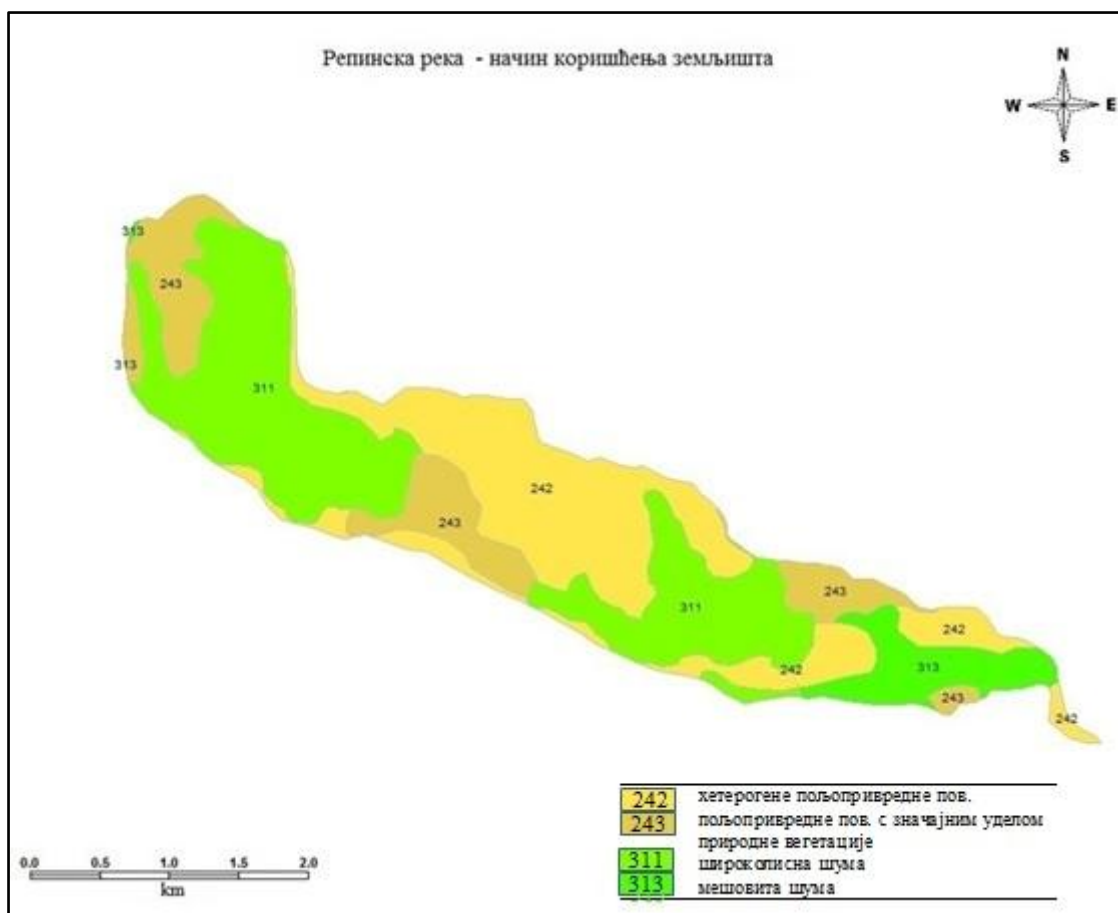 Репинска река - начин коришћења земљишта
N
W E
S
313
243
313
311
242
243
311
243
242
242
313
243
242
242 хетерогене пољопривредне пов.
243 пољопривредне пов. с значајним уделом
природне вегетације
311 широколисна шума
313 мешовита шума
0.0 0.5 1.0 1.5 2.0
km